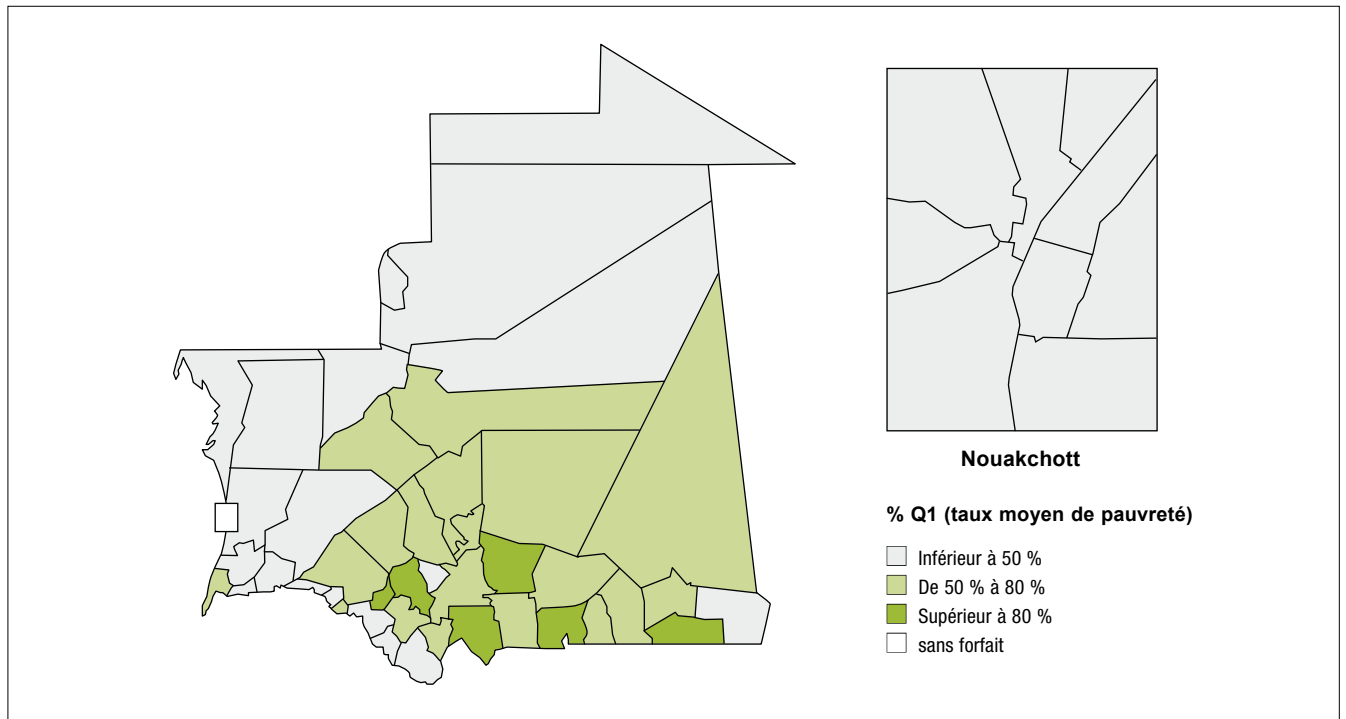 Nouakchott
% Q1 (taux moyen de pauvreté)
Inférieur à 50 %
De 50 % à 80 %
Supérieur à 80 %
sans forfait